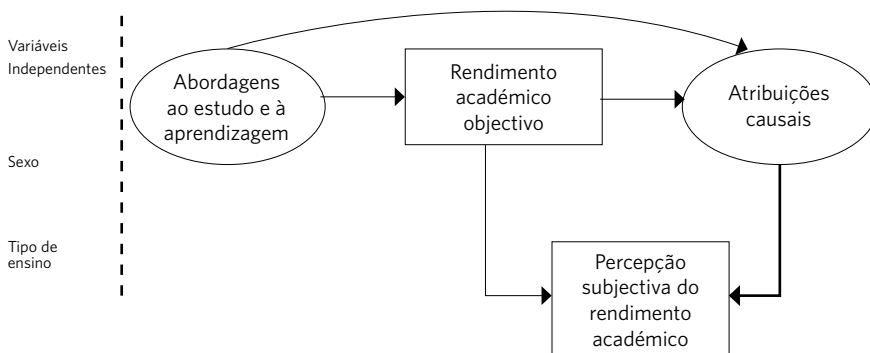 Variáveis
Independentes
Sexo
Tipo de
ensino
Abordagens
ao estudo e à
aprendizagem
Rendimento
académico
objectivo
Atribuições
causais
Percepção
subjectiva do
rendimento
académico